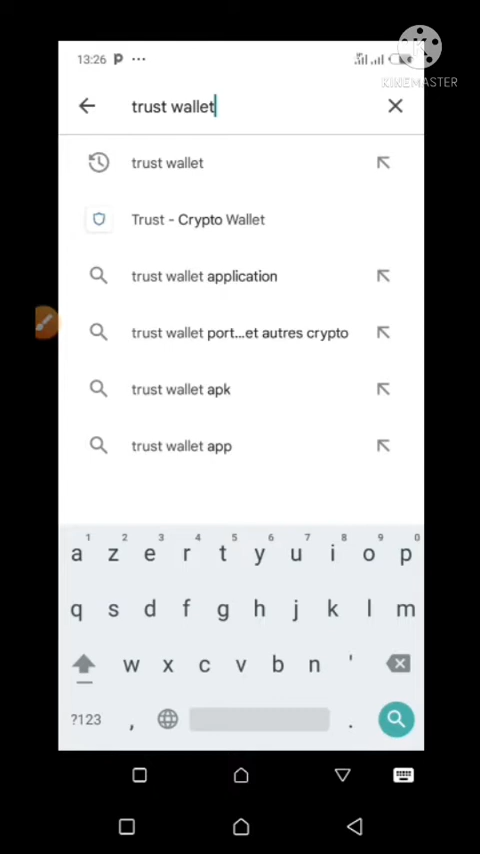 13:26
KINEMASTER
trust wallet
trust wallet
Trust - Crypto Wallet
trust wallet application
trust wallet port...et autres crypto
trust wallet apk
trust wallet app
1 2 3 4 5 6 7 8 9 0
a z e r t y u i o p
q s d f g h j k l m
w x c v b n '
?123 , .